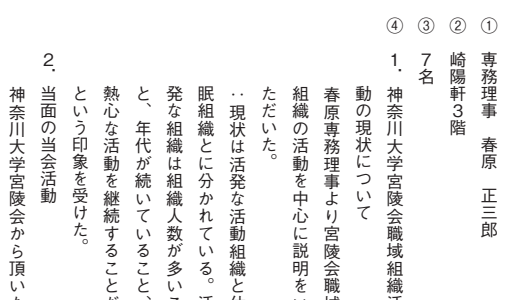 ① 専務理事　春原　正三郎
② 崎陽軒３階
③ ７名
④ １．神奈川大学宮陵会職域組織活
動の現状について
春原専務理事より宮陵会職域
組織の活動を中心に説明をい
ただいた。
：現状は活発な活動組織と休
眠組織とに分かれている。活
発な組織は組織人数が多いこ
と、年代が続いていること、
熱心な活動を継続することが
という印象を受けた。
２．当面の当会活動
神奈川大学宮陵会から頂いた